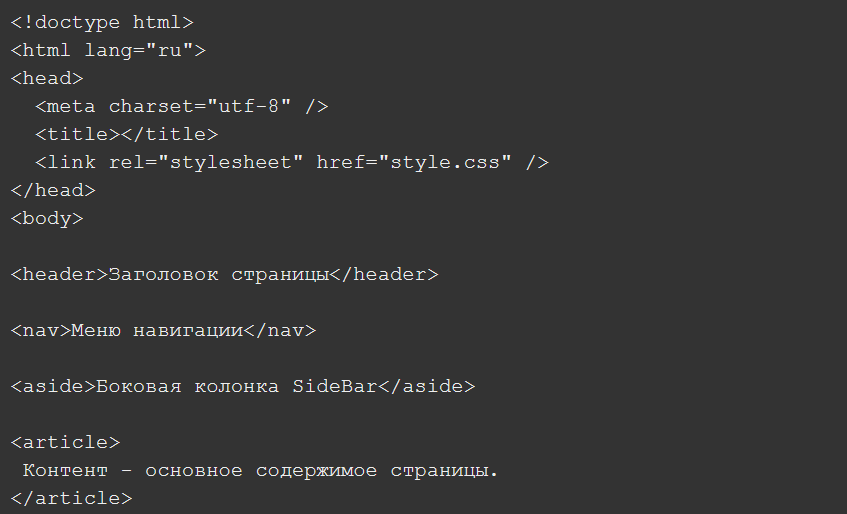 <!doctype html>
<html lang="ru">
<head>
<meta charset="utf-8" />
<title></title>
<link rel="stylesheet" href="style.css" />
</head>
<body>
<header>Заголовок страницы</header>
<nav>Меню навигации</nav>
<aside>Боковая колонка SideBar</aside>
<article>
Контент - основное содержимое страницы.
</article>